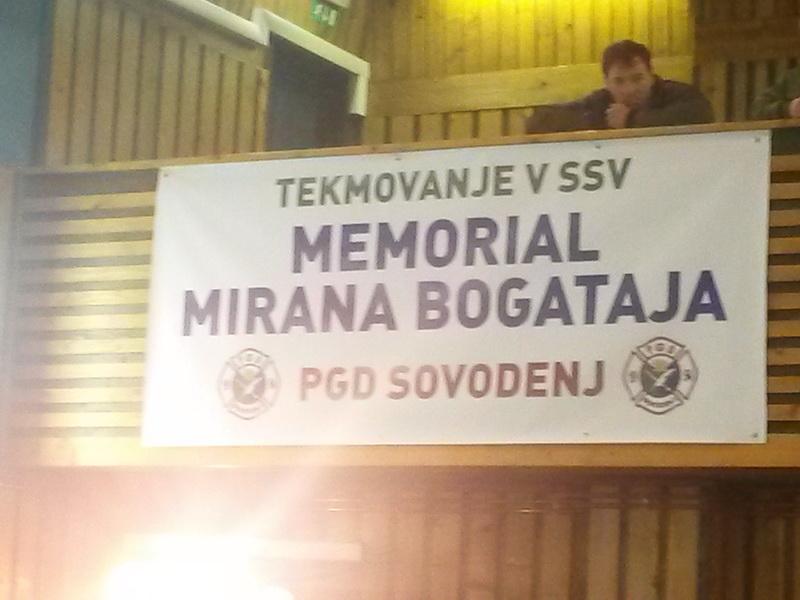 TEKMOVANJE V SSV
MEMORIAL
MIRANA BOGATAJA
PGD SOVODENJ